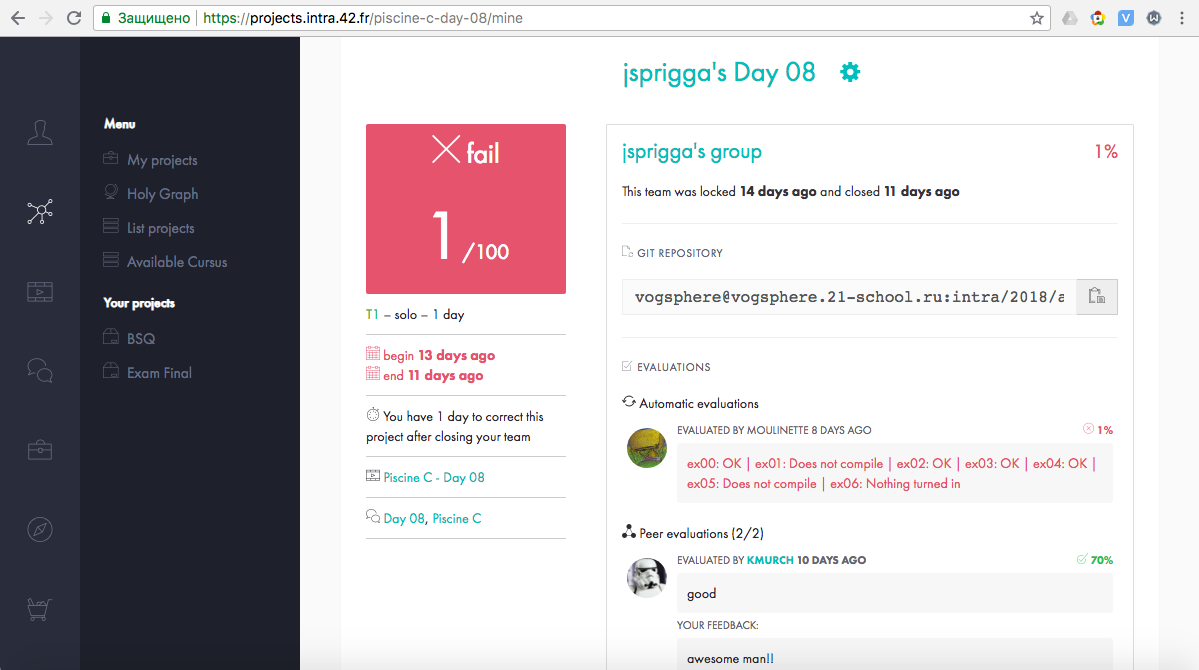 Защищено https://projects.intra.42.fr/piscine-c-day-08/mine
jsprigga's Day 08
Menu
My projects
Holy Graph
List projects
Available Cursus
Your projects
BSQ
Exam Final
fail
1 /100
T1 – solo – 1 day
begin 13 days ago
end 11 days ago
You have 1 day to correct this
project after closing your team
Piscine C - Day 08
Day 08, Piscine C
jsprigga's group 1%
This team was locked 14 days ago and closed 11 days ago
GIT REPOSITORY
vogsphere@vogsphere.21-school.ru:intra/2018/a
EVALUATIONS
Automatic evaluations
EVALUATED BY MOULINETTE 8 DAYS AGO 1%
ex00: OK | ex01: Does not compile | ex02: OK | ex03: OK | ex04: OK |
ex05: Does not compile | ex06: Nothing turned in
Peer evaluations (2/2)
EVALUATED BY KMURCH 10 DAYS AGO 70%
good
YOUR FEEDBACK:
awesome man!!